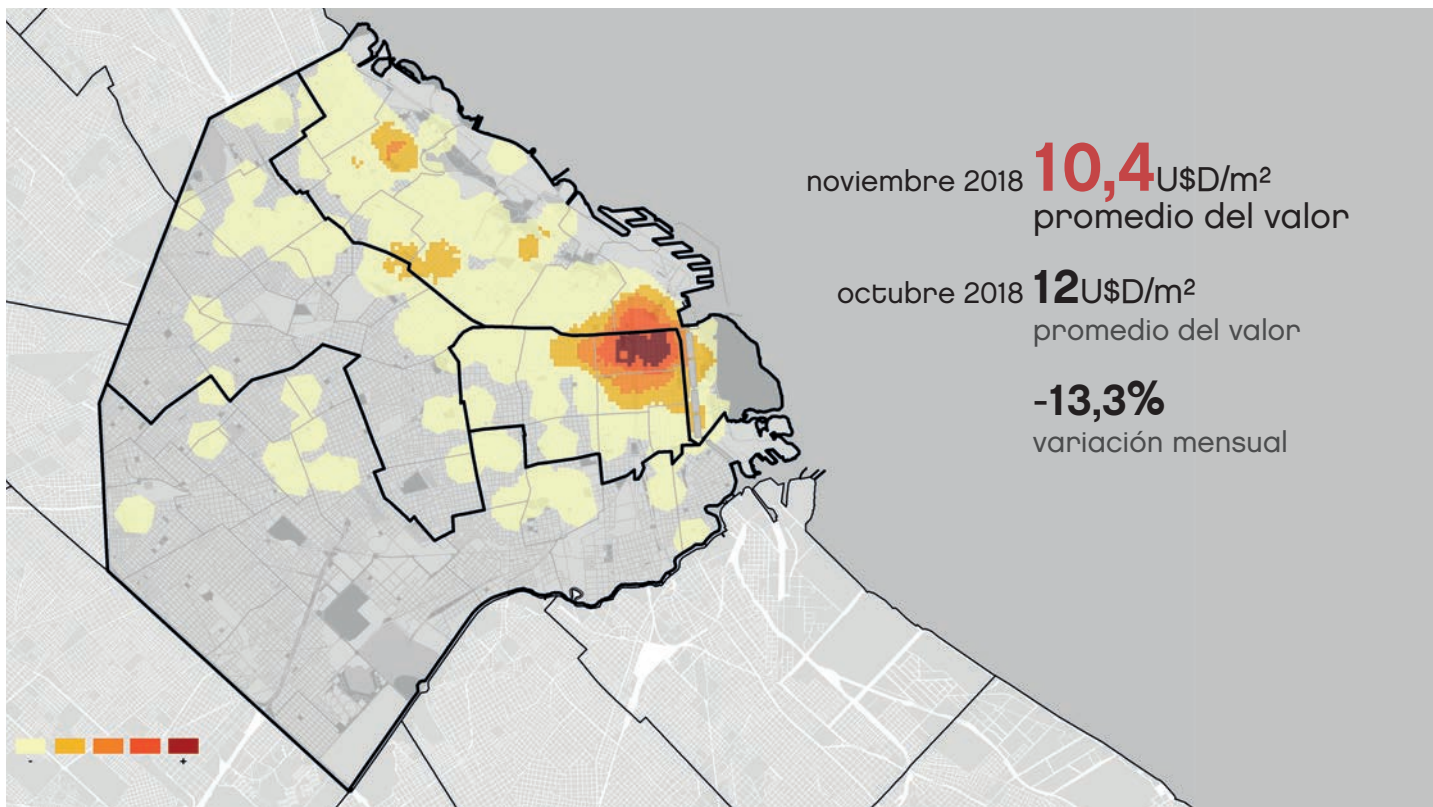 noviembre 2018 10,4U$D/m²
promedio del valor
octubre 2018 12U$D/m²
promedio del valor
-13,3%
variación mensual
- +